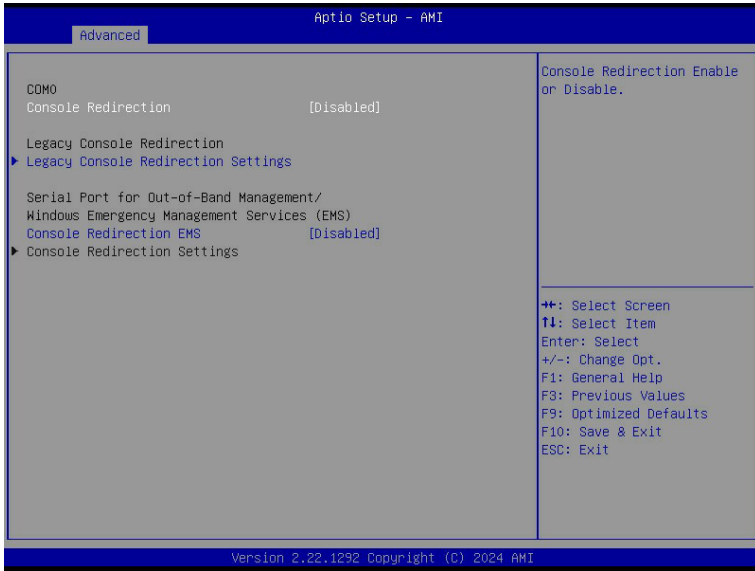 Aptio Setup – AMI
Advanced
COM0
Console Redirection [Disabled]
Legacy Console Redirection
Legacy Console Redirection Settings
Serial Port for Out-of-Band Management/
Windows Emergency Management Services (EMS)
Console Redirection EMS [Disabled]
Console Redirection Settings
Console Redirection Enable
or Disable.
→←: Select Screen
↑↓: Select Item
Enter: Select
+/-: Change Opt.
F1: General Help
F3: Previous Values
F9: Optimized Defaults
F10: Save & Exit
ESC: Exit
Version 2.22.1292 Copyright (C) 2024 AMI